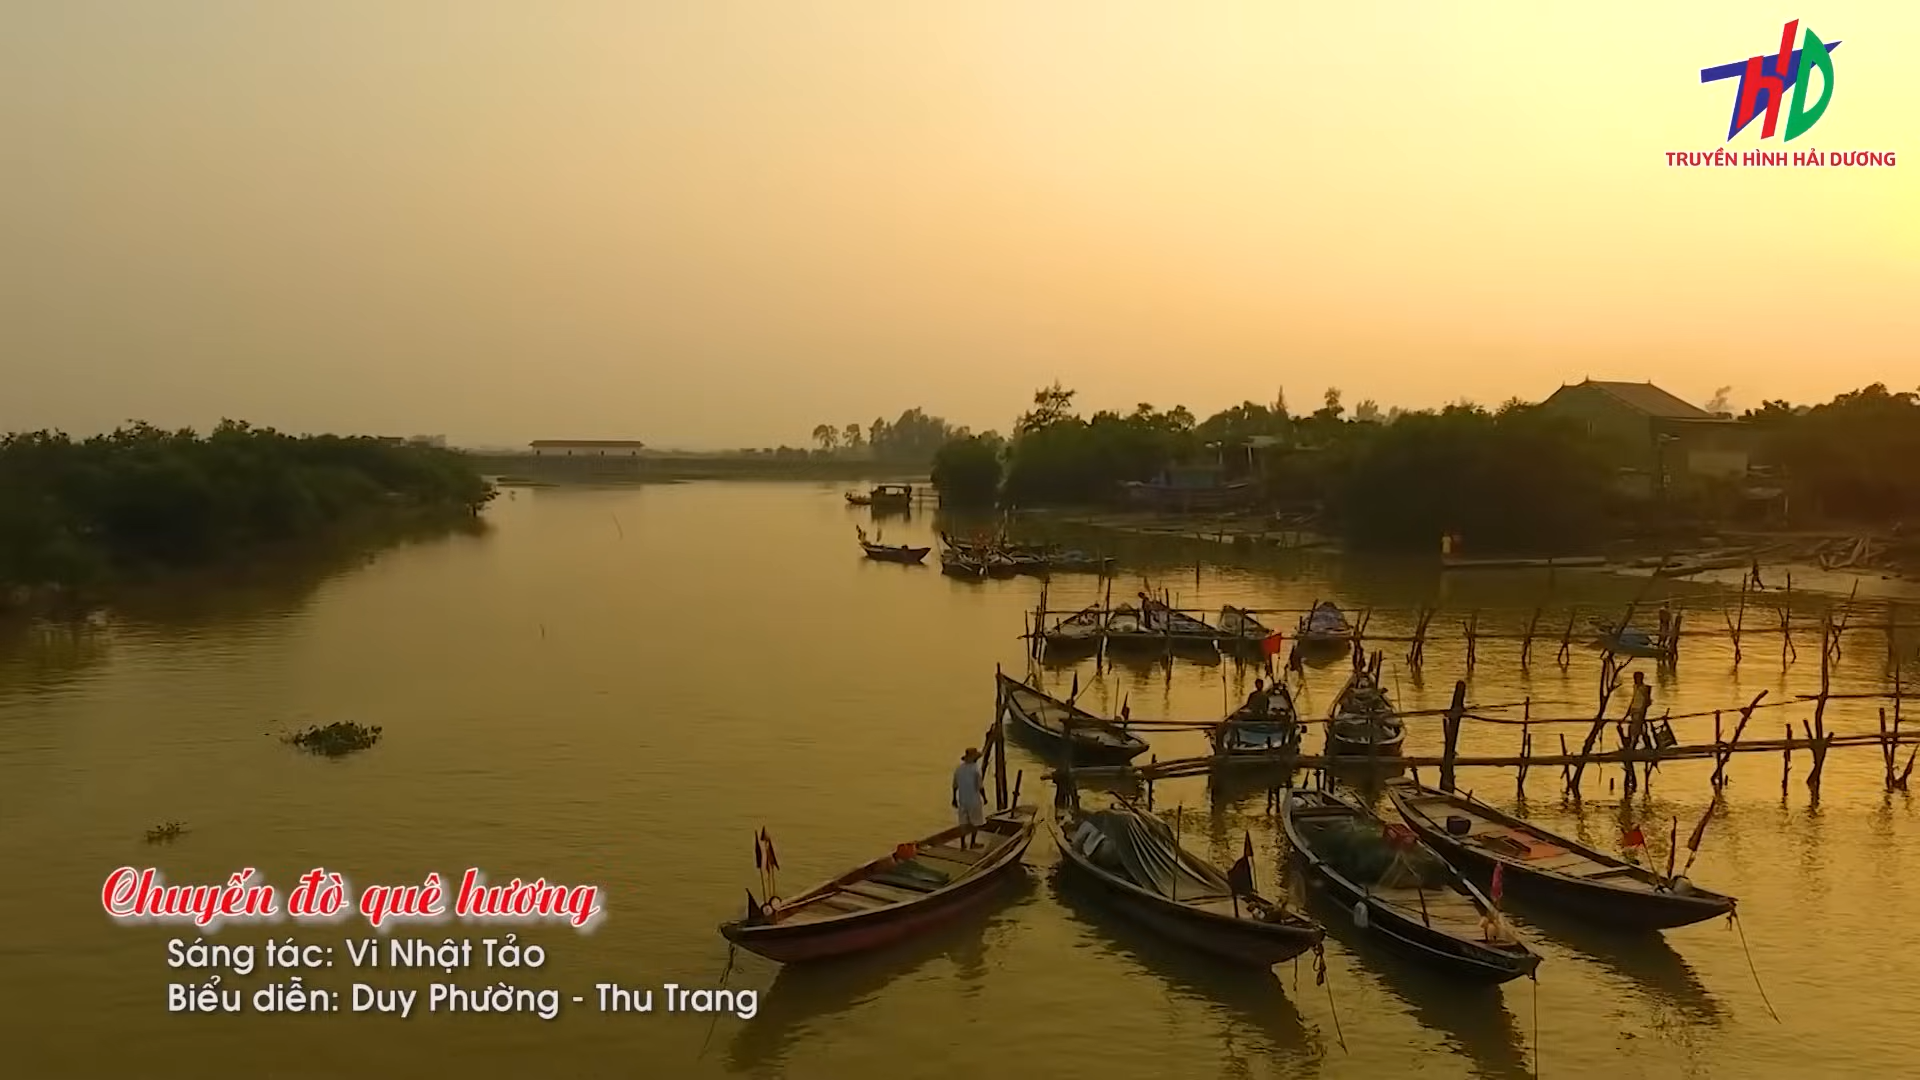 THD
TRUYỀN HÌNH HẢI DƯƠNG
Chuyến đò quê hương
Sáng tác: Vi Nhật Tảo
Biểu diễn: Duy Phường - Thu Trang